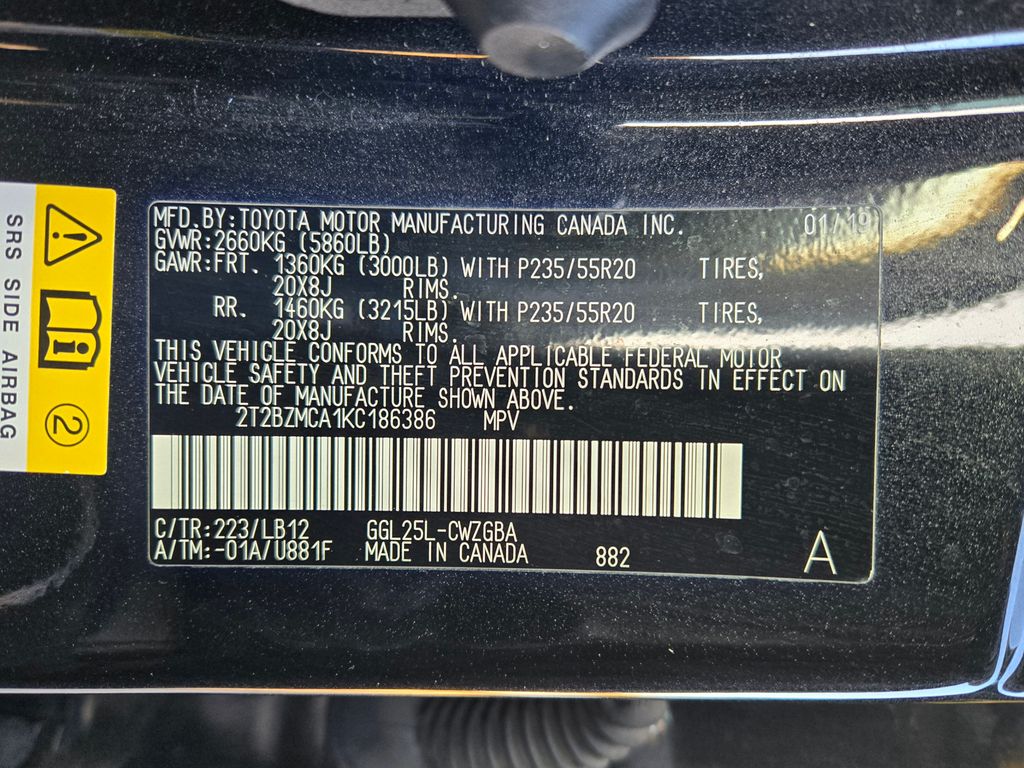 MFD.BY:TOYOTA MOTOR MANUFACTURING CANADA INC. 01/19
GVWR:2660KG (5860LB)
GAWR:FRT. 1360KG (3000LB) WITH P235/55R20 TIRES,
20X8J RIMS.
RR. 1460KG (3215LB) WITH P235/55R20 TIRES,
20X8J RIMS.
THIS VEHICLE CONFORMS TO ALL APPLICABLE FEDERAL MOTOR
VEHICLE SAFETY AND THEFT PREVENTION STANDARDS IN EFFECT ON
THE DATE OF MANUFACTURE SHOWN ABOVE.
2T2BZMCA1KC186386 MPV
C/TR:223/LB12 GGL25L-CWZGBA
A/TM:-01A/U881F MADE IN CANADA 882 A
SRS SIDE AIRBAG
2